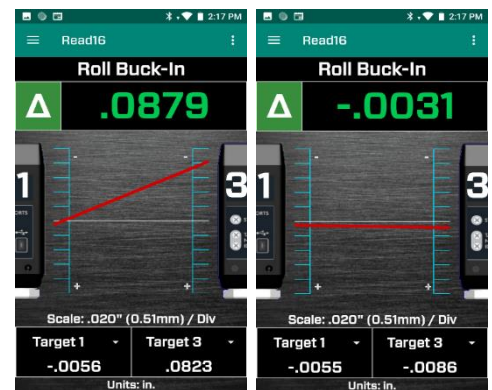 2:17 PM
Read16
Roll Buck-In
Δ .0879
-
-
1
3
PORTS
+
+
Scale: .020" (0.51mm) / Div
Target 1
Target 3
-.0056
.0823
Units: in.
2:17 PM
Read16
Roll Buck-In
Δ -.0031
-
-
1
3
+
+
Scale: .020" (0.51mm) / Div
Target 1
Target 3
-.0055
-.0086
Units: in.